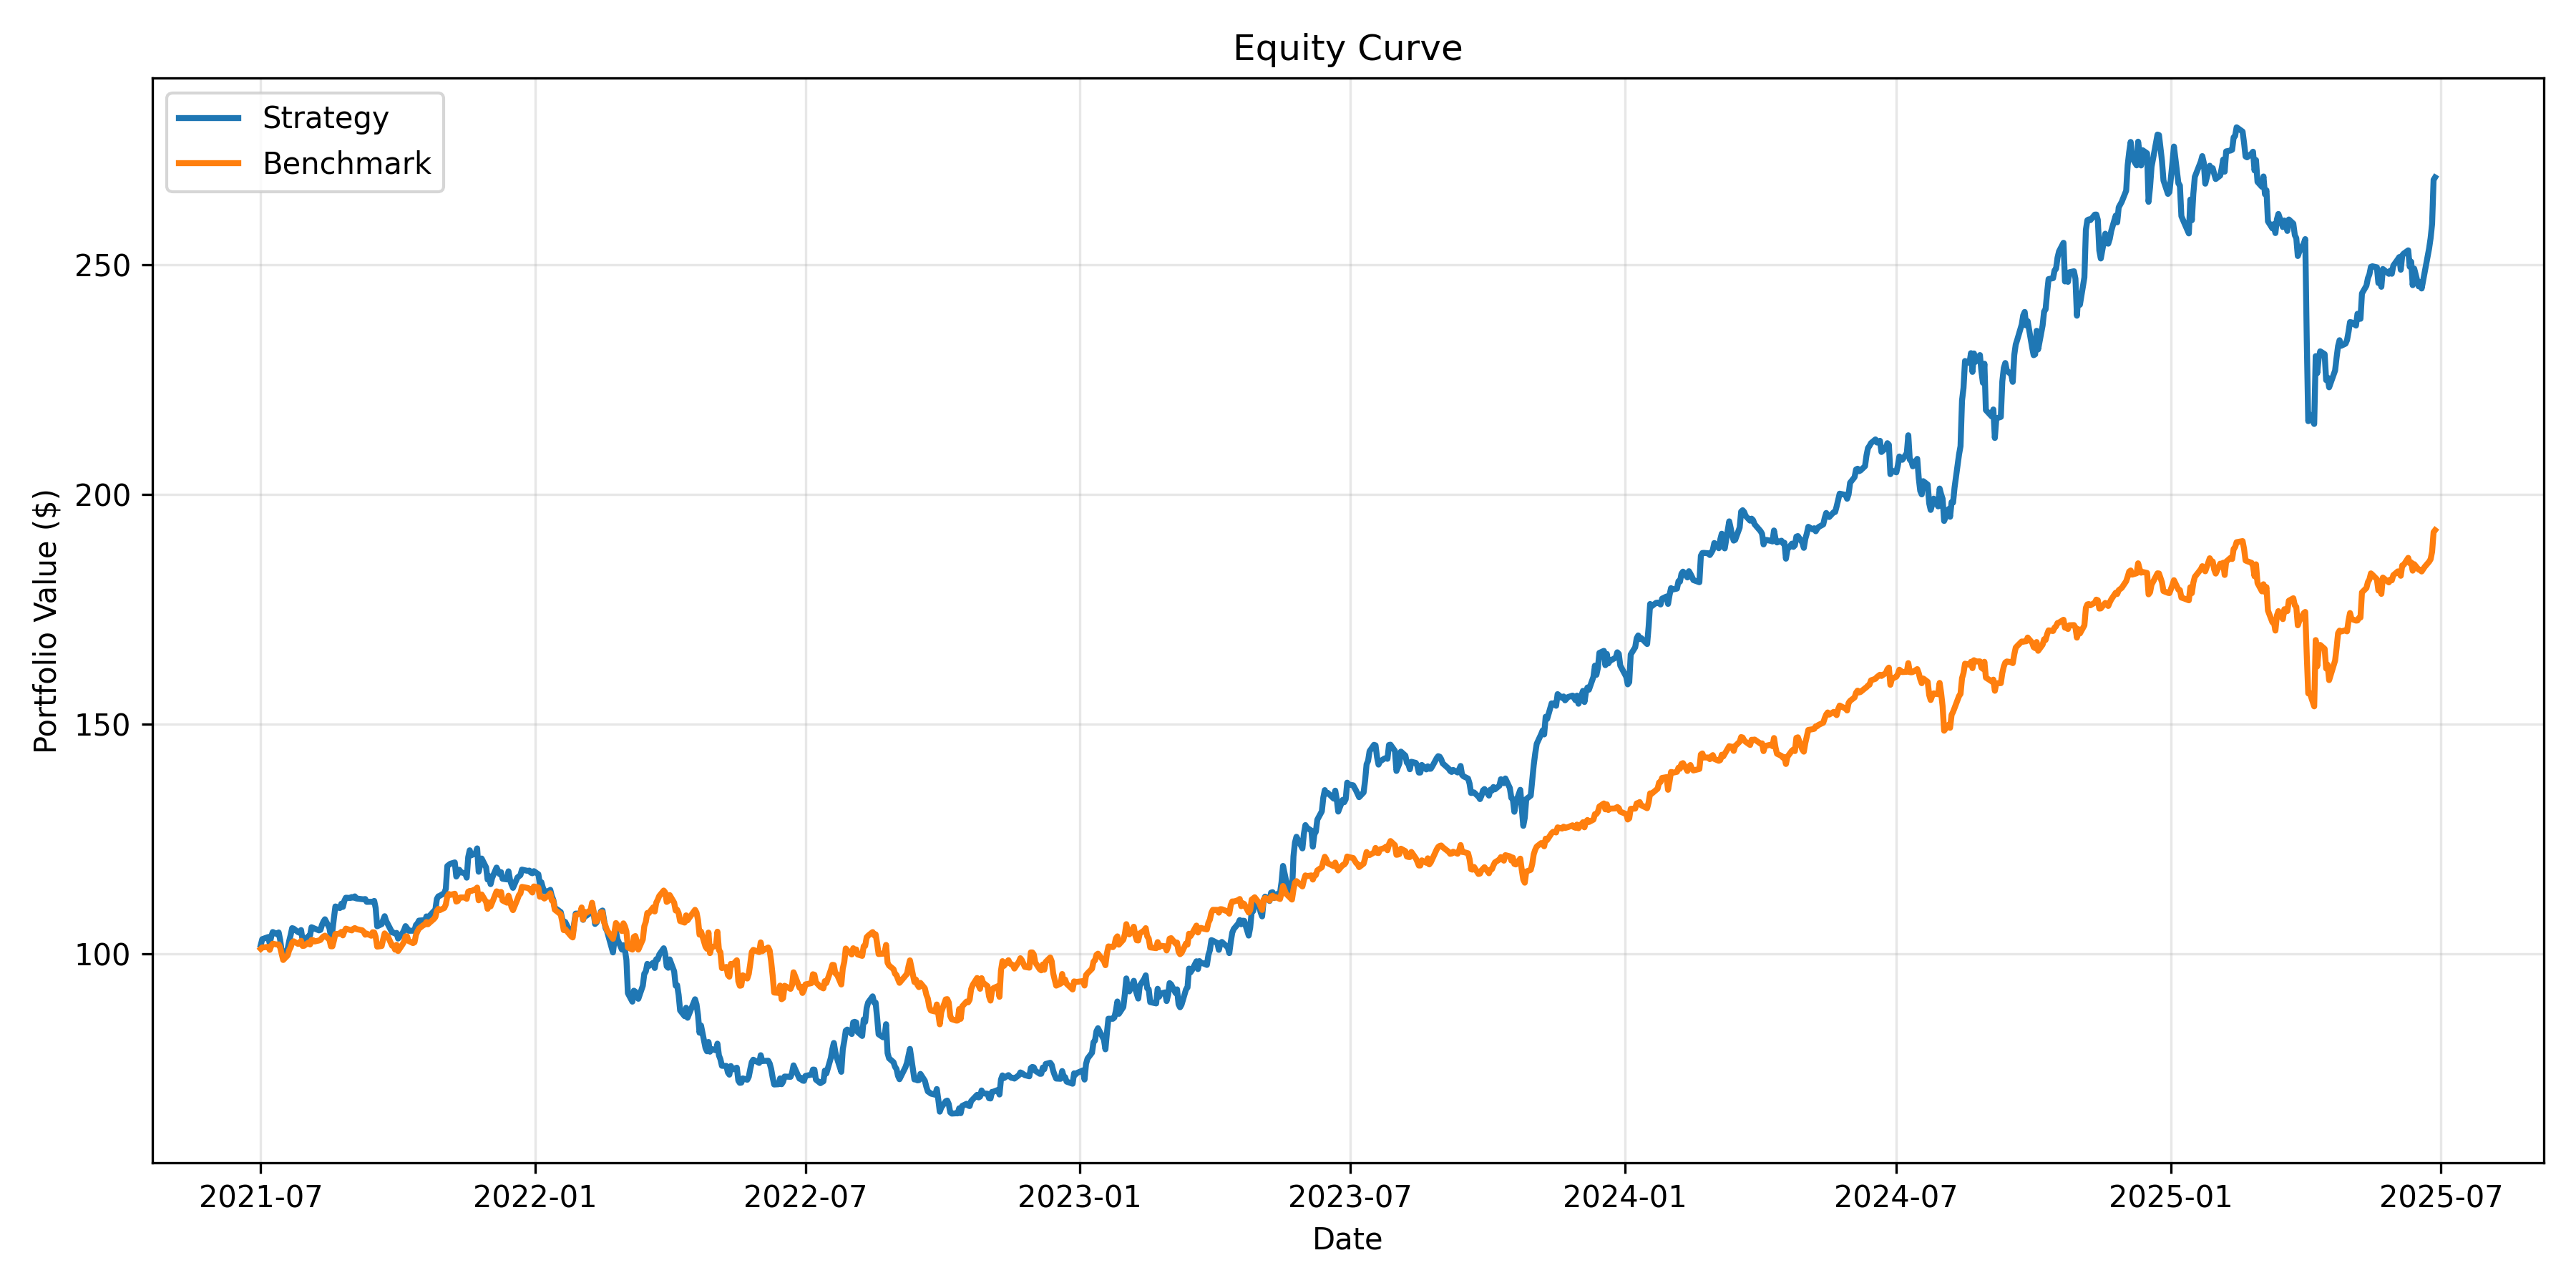 Equity Curve
Strategy
Benchmark
Portfolio Value ($)
250
200
150
100
2021-07 2022-01 2022-07 2023-01 2023-07 2024-01 2024-07 2025-01 2025-07
Date